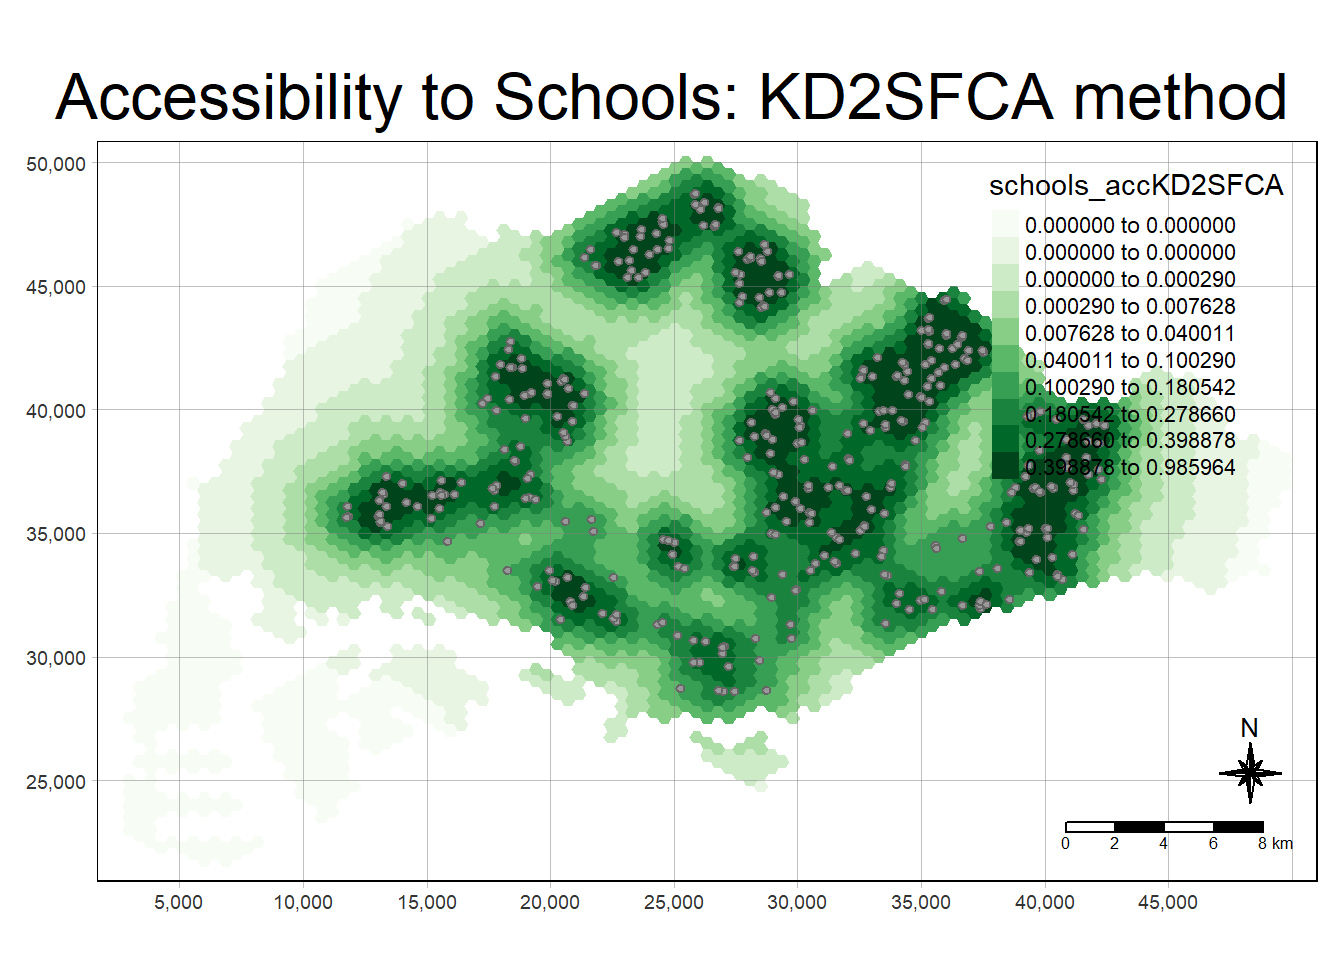 Accessibility to Schools: KD2SFCA method
50,000
45,000
40,000
35,000
30,000
25,000
schools_accKD2SFCA
0.000000 to 0.000000
0.000000 to 0.000000
0.000000 to 0.000290
0.000290 to 0.007628
0.007628 to 0.040011
0.040011 to 0.100290
0.100290 to 0.180542
0.180542 to 0.278660
0.278660 to 0.398878
0.398878 to 0.985964
N
0 2 4 6 8 km
5,000 10,000 15,000 20,000 25,000 30,000 35,000 40,000 45,000